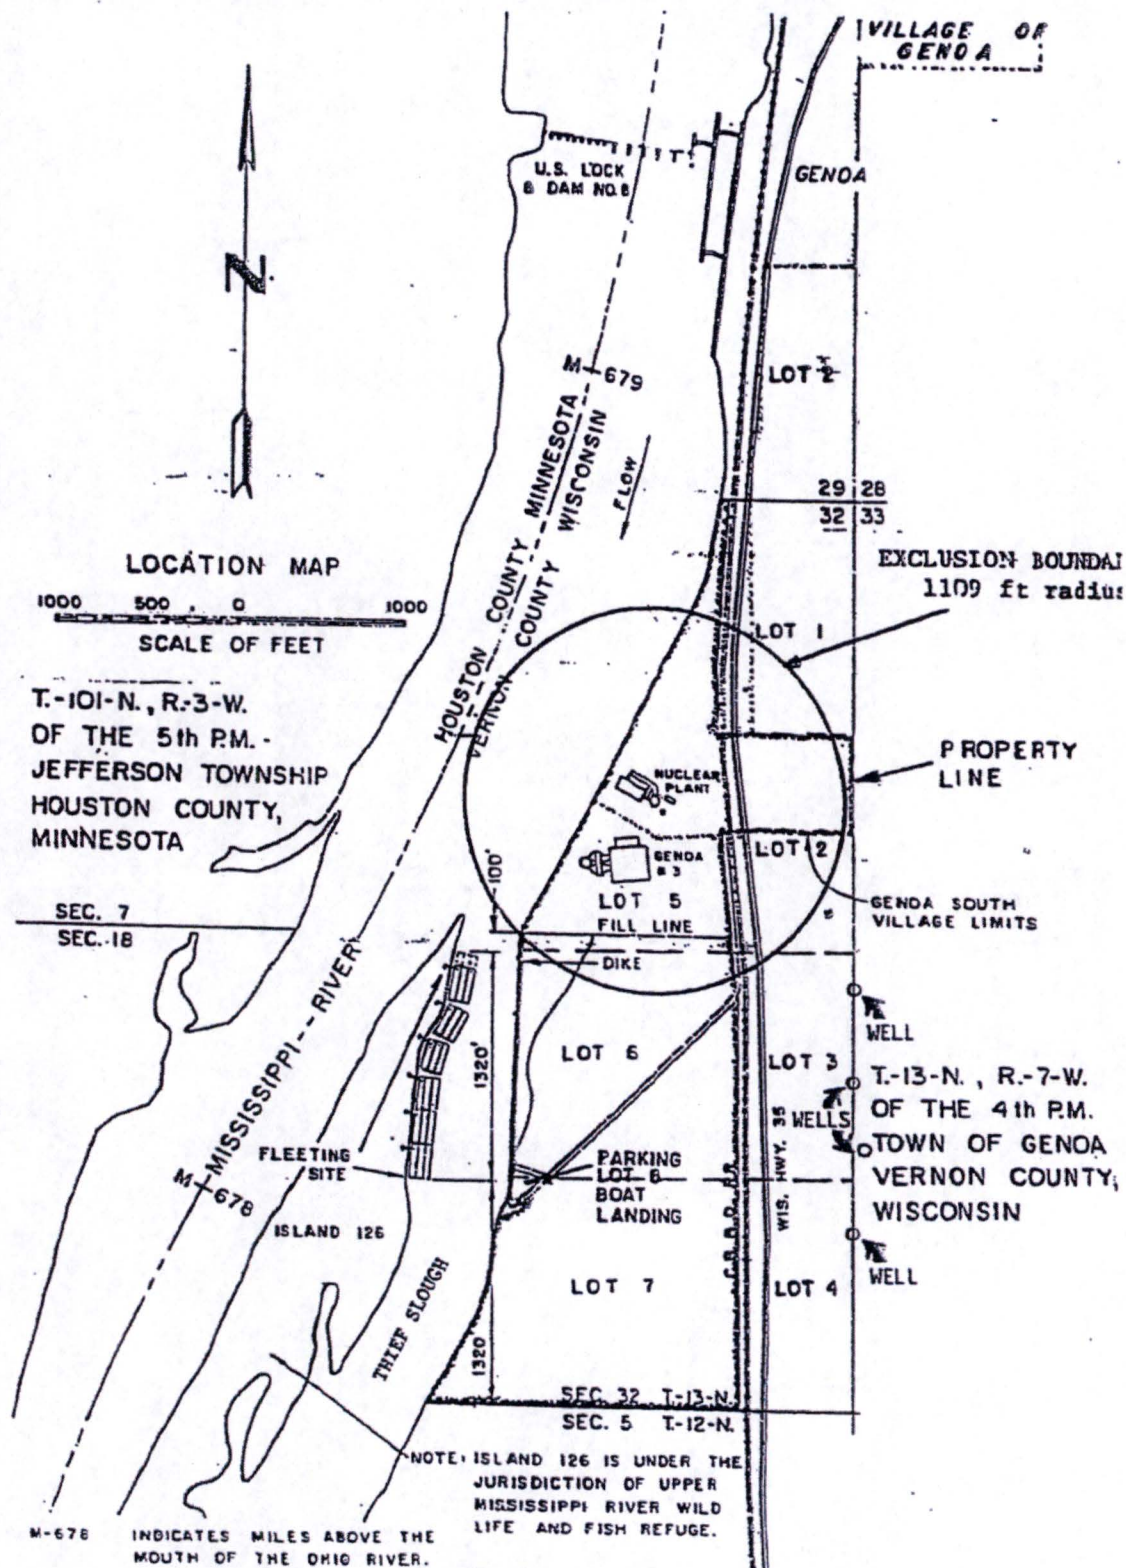 VILLAGE OF
GENOA
U.S. LOCK
& DAM NO. 8
GENOA
N
LOT 2
M-679
HOUSTON COUNTY MINNESOTA
VERNON COUNTY WISCONSIN
FLOW
29 28
32 33
LOCATION MAP
1000 500 0 1000
SCALE OF FEET
EXCLUSION BOUNDA
1109 ft radiu
LOT 1
T.-101-N., R.-3-W.
OF THE 5th P.M.
JEFFERSON TOWNSHIP
HOUSTON COUNTY,
MINNESOTA
PROPERTY
LINE
NUCLEAR
PLANT
LOT 2
GENOA
#3
100'
LOT 5
FILL LINE
GENOA SOUTH
VILLAGE LIMITS
SEC. 7
SEC. 18
DIKE
WELL
MISSISSIPPI--RIVER
1320'
LOT 6
LOT 3
T.-13-N., R.-7-W.
OF THE 4th P.M.
TOWN OF GENOA
VERNON COUNTY,
WISCONSIN
WELLS
WIS. HWY. 35
FLEETING
SITE
PARKING
LOT &
BOAT
LANDING
M-678
ISLAND 126
WELL
LOT 7
LOT 4
THIEF SLOUGH
1320'
SEC. 32 T.-13-N.
SEC. 5 T.-12-N.
NOTE: ISLAND 126 IS UNDER THE
JURISDICTION OF UPPER
MISSISSIPPI RIVER WILD
LIFE AND FISH REFUGE.
M-678 INDICATES MILES ABOVE THE
MOUTH OF THE OHIO RIVER.